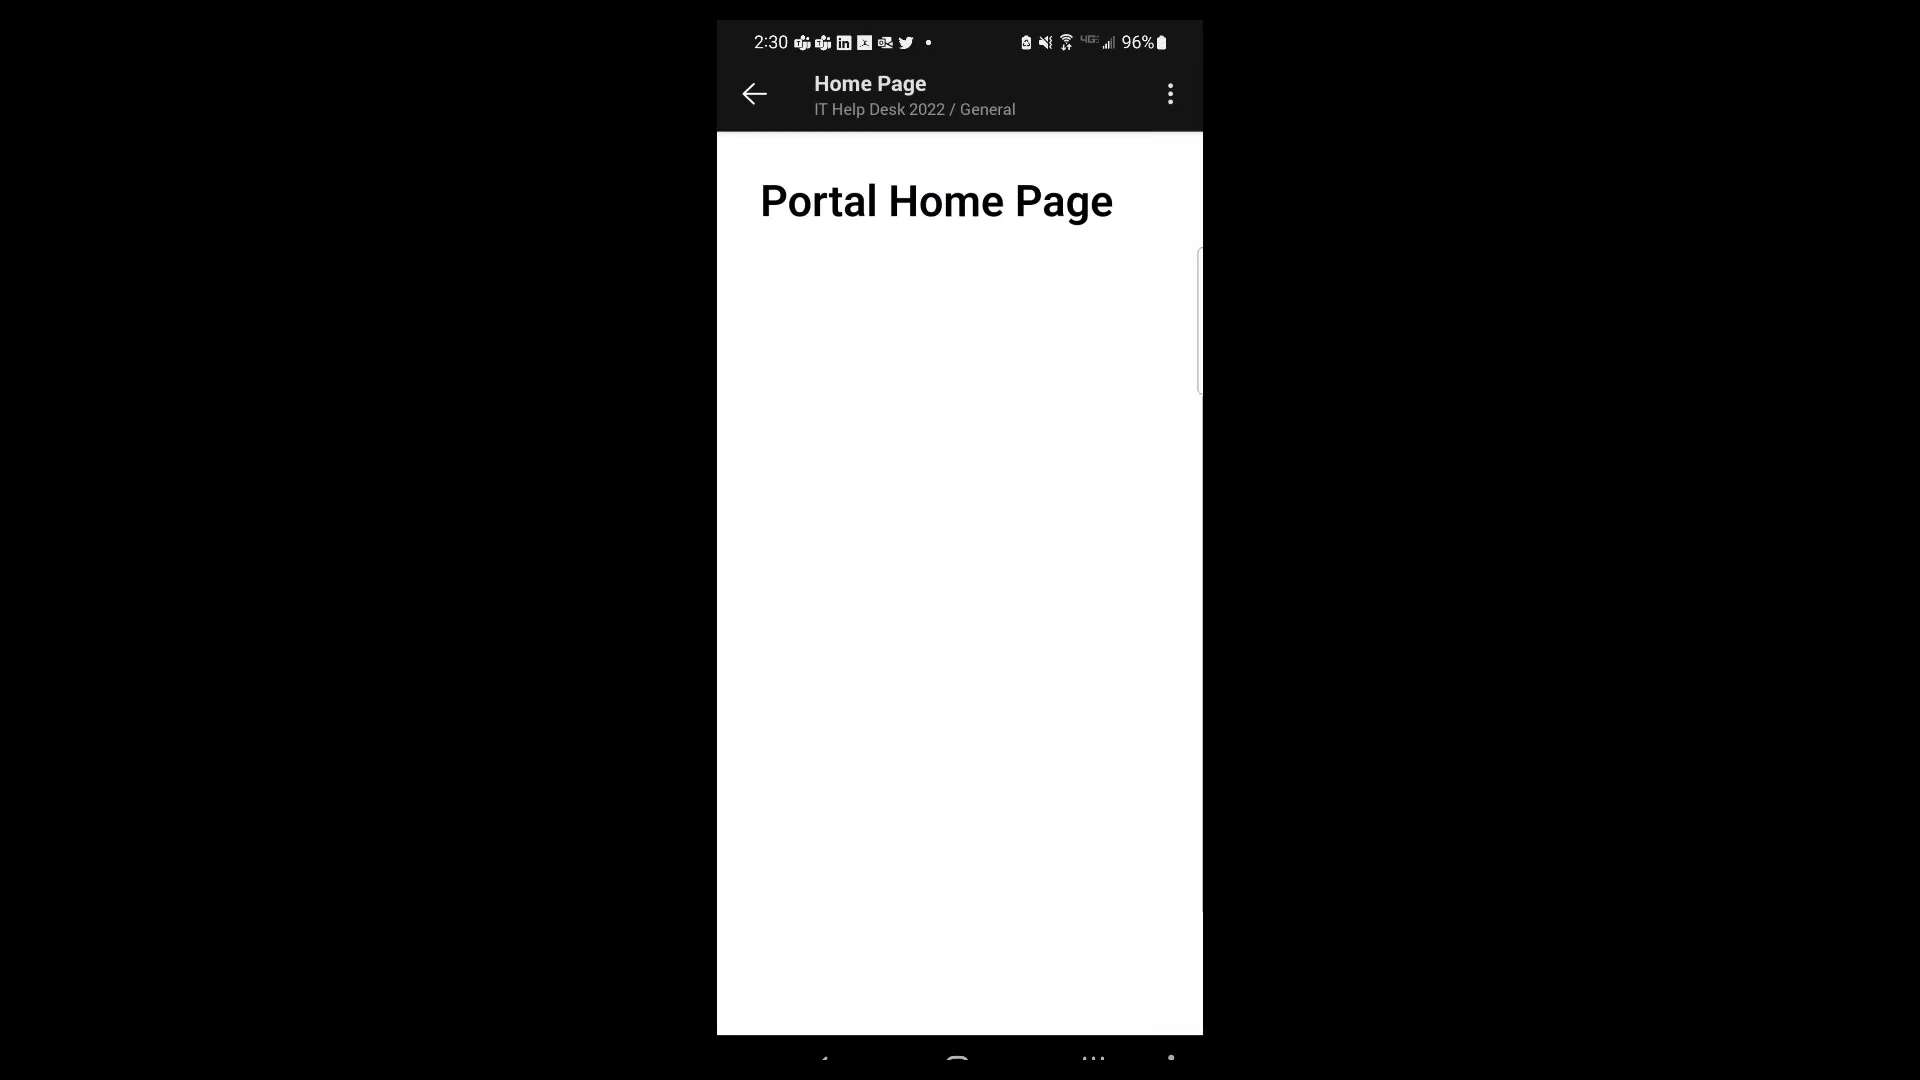 2:30 96%
Home Page
IT Help Desk 2022 / General
Portal Home Page